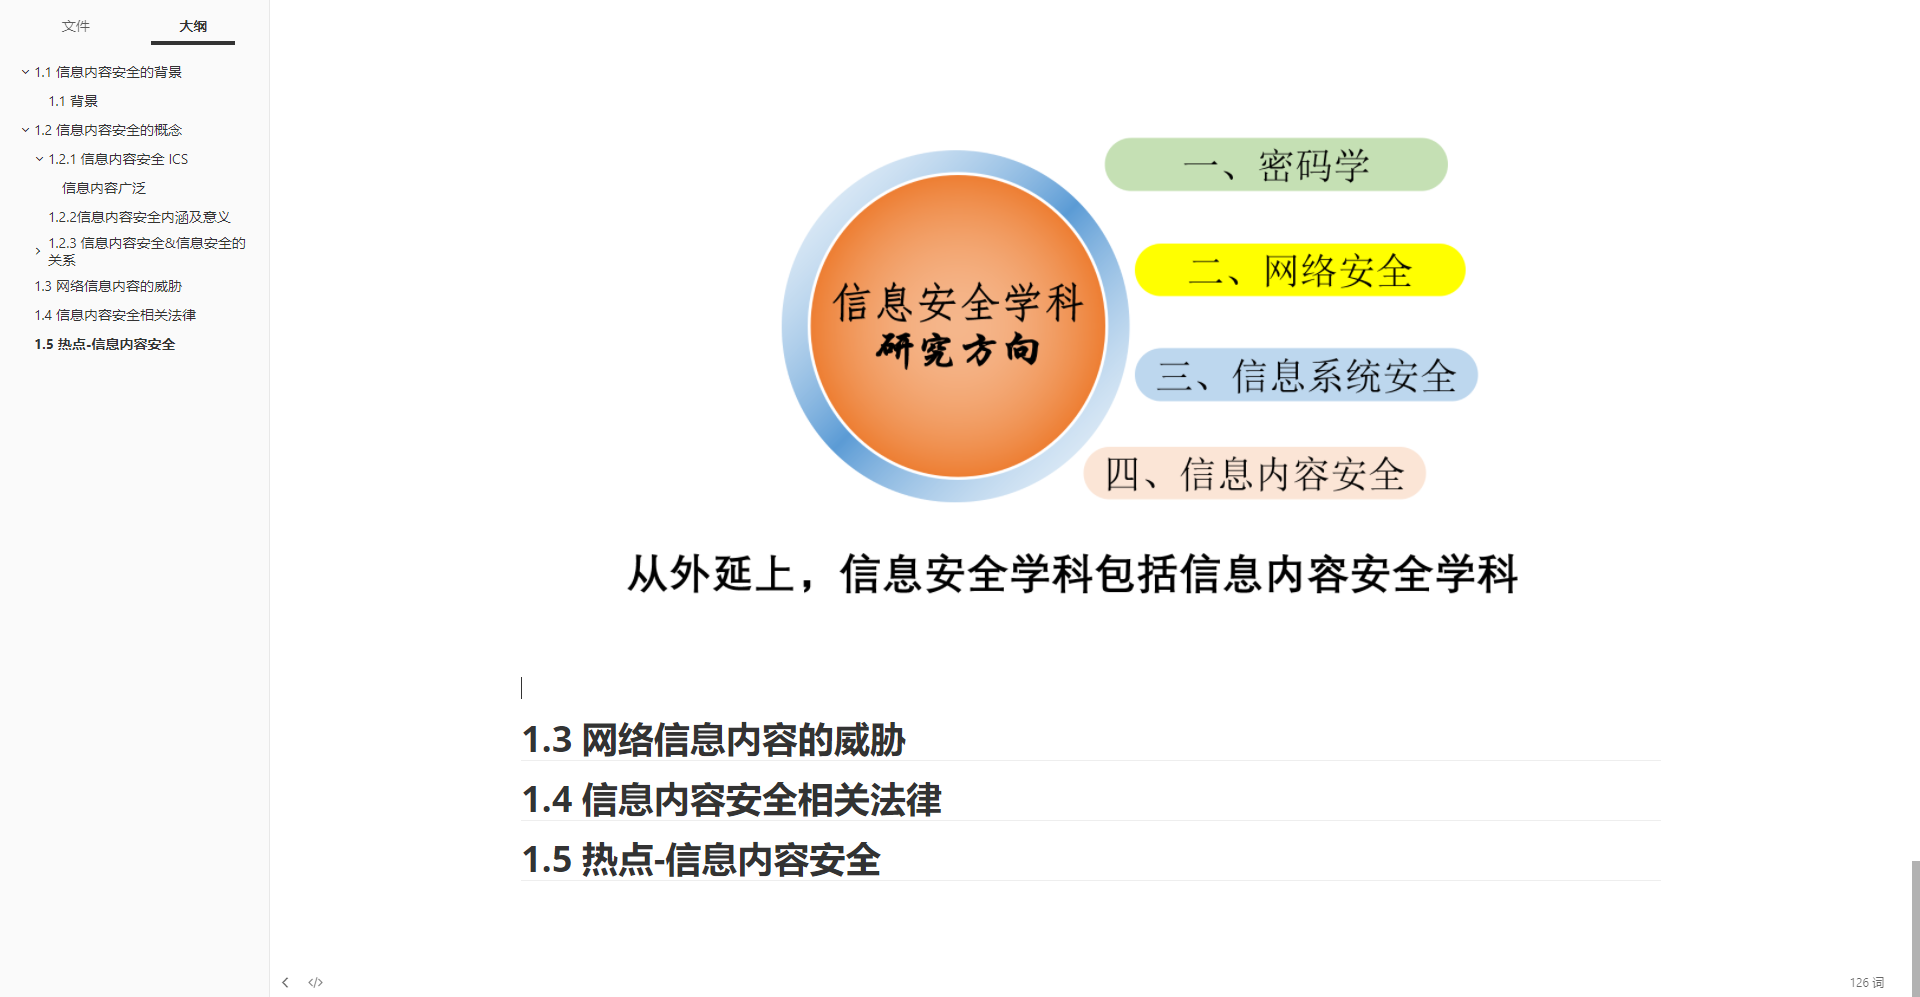 文件 大纲
1.1 信息内容安全的背景
1.1 背景
1.2 信息内容安全的概念
1.2.1 信息内容安全 ICS
信息内容广泛
1.2.2信息内容安全内涵及意义
1.2.3 信息内容安全&信息安全的
关系
1.3 网络信息内容的威胁
1.4 信息内容安全相关法律
1.5 热点-信息内容安全
信息安全学科
研究方向
一、密码学
二、网络安全
三、信息系统安全
四、信息内容安全
从外延上，信息安全学科包括信息内容安全学科
1.3 网络信息内容的威胁
1.4 信息内容安全相关法律
1.5 热点-信息内容安全
</> 126 词